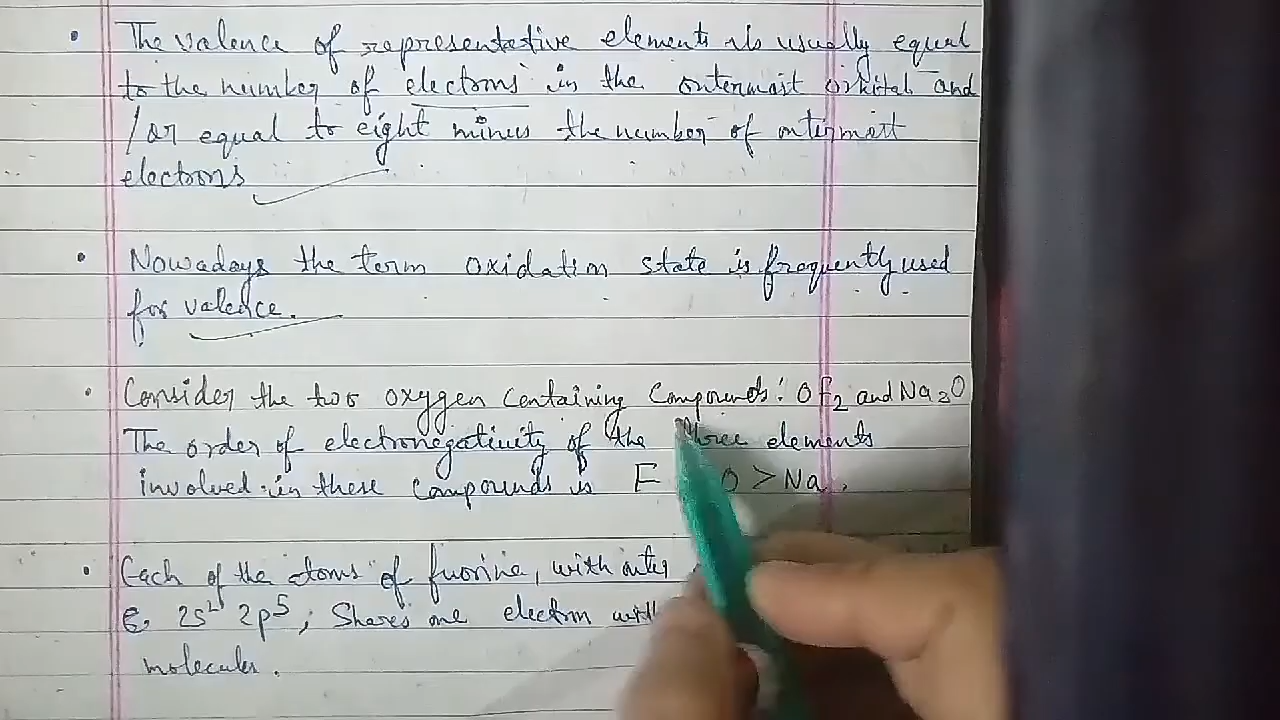 • The valence of representative elements is usually equal
to the number of electrons in the outermost orbitals and
/or equal to eight minus the number of outermost
electrons
• Nowadays the term oxidation state is frequently used
for valence.
• Consider the two oxygen containing compounds: OF₂ and Na₂O
The order of electronegativity of the three elements
involved in these compounds is F O > Na.
• Each of the atoms of fuorine, with outer
2s² 2p⁵; Shares one electron with
molecules.